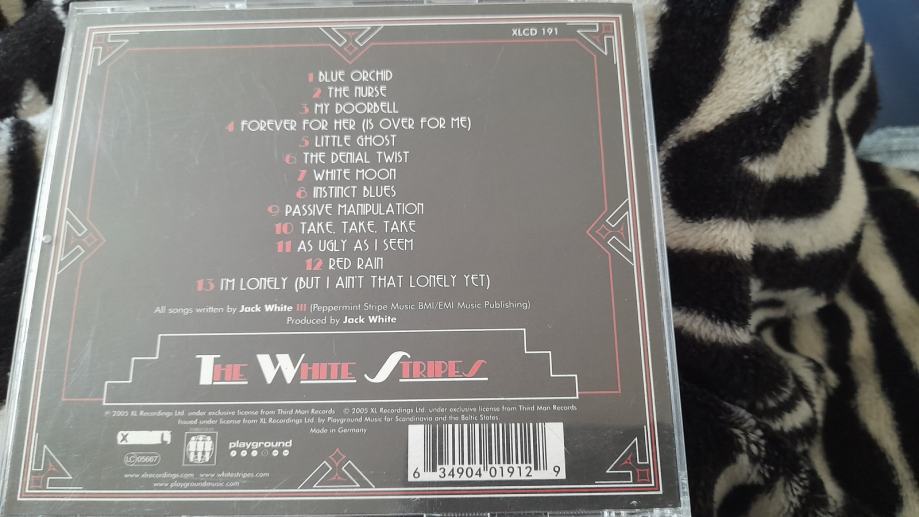 XLCD 191
1 BLUE ORCHID
2 THE NURSE
3 MY DOORBELL
4 FOREVER FOR HER (IS OVER FOR ME)
5 LITTLE GHOST
6 THE DENIAL TWIST
7 WHITE MOON
8 INSTINCT BLUES
9 PASSIVE MANIPULATION
10 TAKE, TAKE, TAKE
11 AS UGLY AS I SEEM
12 RED RAIN
13 I'M LONELY (BUT I AIN'T THAT LONELY YET)
All songs written by Jack White III (Peppermint Stripe Music BMI/EMI Music Publishing)
Produced by Jack White
THE WHITE STRIPES
℗ 2005 XL Recordings Ltd. under exclusive license from Third Man Records © 2005 XL Recordings Ltd. under exclusive license from Third Man Records
Issued under license from XL Recordings Ltd. by Playground Music for Scandinavia and the Baltic States.
Made in Germany
X L
playground
LC 05667
www.xlrecordings.com www.whitestripes.com
www.playgroundmusic.com
6 34904 01912 9